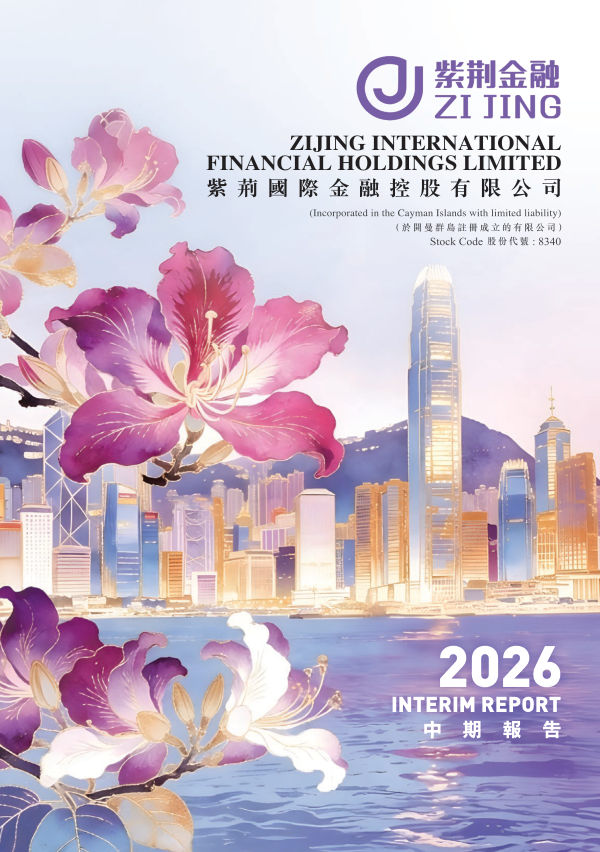 紫荆金融
ZI JING
ZIJING INTERNATIONAL
FINANCIAL HOLDINGS LIMITED
紫荊國際金融控股有限公司
(Incorporated in the Cayman Islands with limited liability)
(於開曼群島註冊成立的有限公司)
Stock Code 股份代號 : 8340
2026
INTERIM REPORT
中期報告